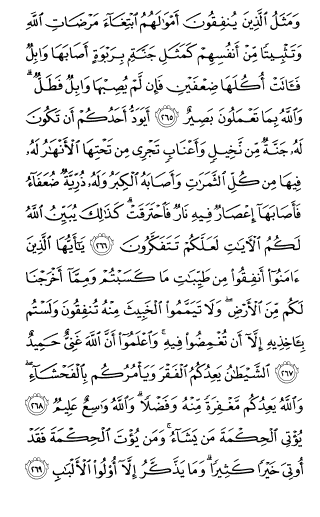 وَمَثَلُ ٱلَّذِينَ يُنفِقُونَ أَمْوَٰلَهُمُ ٱبْتِغَآءَ مَرْضَاتِ ٱللَّهِ
وَتَثْبِيتًا مِّنْ أَنفُسِهِمْ كَمَثَلِ جَنَّةٍۭ بِرَبْوَةٍ أَصَابَهَا وَابِلٌ
فَـَٔاتَتْ أُكُلَهَا ضِعْفَيْنِ فَإِن لَّمْ يُصِبْهَا وَابِلٌ فَطَلٌّ ۗ
وَٱللَّهُ بِمَا تَعْمَلُونَ بَصِيرٌ ٢٦٥ أَيَوَدُّ أَحَدُكُمْ أَن تَكُونَ
لَهُۥ جَنَّةٌ مِّن نَّخِيلٍ وَأَعْنَابٍ تَجْرِى مِن تَحْتِهَا ٱلْأَنْهَٰرُ لَهُۥ
فِيهَا مِن كُلِّ ٱلثَّمَرَٰتِ وَأَصَابَهُ ٱلْكِبَرُ وَلَهُۥ ذُرِّيَّةٌ ضُعَفَآءُ
فَأَصَابَهَآ إِعْصَارٌ فِيهِ نَارٌ فَٱحْتَرَقَتْ ۗ كَذَٰلِكَ يُبَيِّنُ ٱللَّهُ
لَكُمُ ٱلْـَٔايَٰتِ لَعَلَّكُمْ تَتَفَكَّرُونَ ٢٦٦ يَٰٓأَيُّهَا ٱلَّذِينَ
ءَامَنُوٓا۟ أَنفِقُوا۟ مِن طَيِّبَٰتِ مَا كَسَبْتُمْ وَمِمَّآ أَخْرَجْنَا
لَكُم مِّنَ ٱلْأَرْضِ ۖ وَلَا تَيَمَّمُوا۟ ٱلْخَبِيثَ مِنْهُ تُنفِقُونَ وَلَسْتُم
بِـَٔاخِذِيهِ إِلَّآ أَن تُغْمِضُوا۟ فِيهِ ۚ وَٱعْلَمُوٓا۟ أَنَّ ٱللَّهَ غَنِىٌّ حَمِيدٌ
٢٦٧ ٱلشَّيْطَٰنُ يَعِدُكُمُ ٱلْفَقْرَ وَيَأْمُرُكُم بِٱلْفَحْشَآءِ ۖ
وَٱللَّهُ يَعِدُكُم مَّغْفِرَةً مِّنْهُ وَفَضْلًا ۗ وَٱللَّهُ وَٰسِعٌ عَلِيمٌ ٢٦٨
يُؤْتِى ٱلْحِكْمَةَ مَن يَشَآءُ ۚ وَمَن يُؤْتَ ٱلْحِكْمَةَ فَقَدْ
أُوتِىَ خَيْرًا كَثِيرًا ۗ وَمَا يَذَّكَّرُ إِلَّآ أُو۟لُوا۟ ٱلْأَلْبَٰبِ ٢٦٩